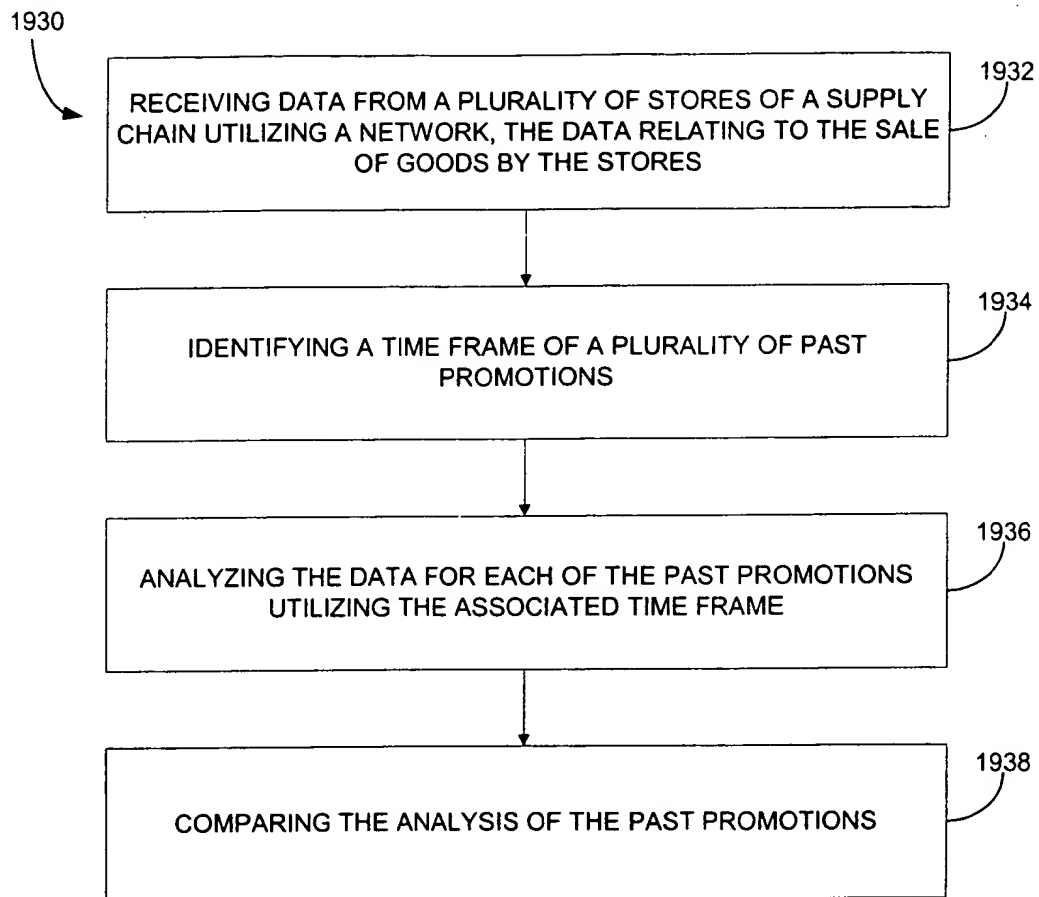 1930
1932
RECEIVING DATA FROM A PLURALITY OF STORES OF A SUPPLY
CHAIN UTILIZING A NETWORK, THE DATA RELATING TO THE SALE
OF GOODS BY THE STORES
1934
IDENTIFYING A TIME FRAME OF A PLURALITY OF PAST
PROMOTIONS
1936
ANALYZING THE DATA FOR EACH OF THE PAST PROMOTIONS
UTILIZING THE ASSOCIATED TIME FRAME
1938
COMPARING THE ANALYSIS OF THE PAST PROMOTIONS